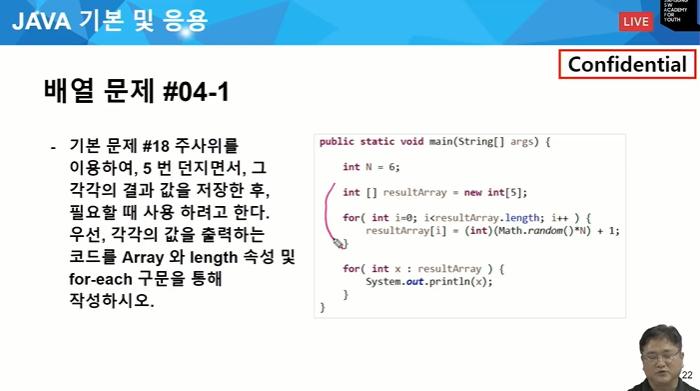 JAVA 기본 및 응용
LIVE
SW
ACADEMY
FOR
YOUTH
Confidential
배열 문제 #04-1
- 기본 문제 #18 주사위를
이용하여, 5 번 던지면서, 그
각각의 결과 값을 저장한 후,
필요할 때 사용 하려고 한다.
우선, 각각의 값을 출력하는
코드를 Array 와 length 속성 및
for-each 구문을 통해
작성하시오.
public static void main(String[] args) {
int N = 6;
int [] resultArray = new int[5];
for( int i=0; i<resultArray.length; i++ ) {
resultArray[i] = (int)(Math.random()*N) + 1;
}
for( int x : resultArray ) {
System.out.println(x);
}
}
22